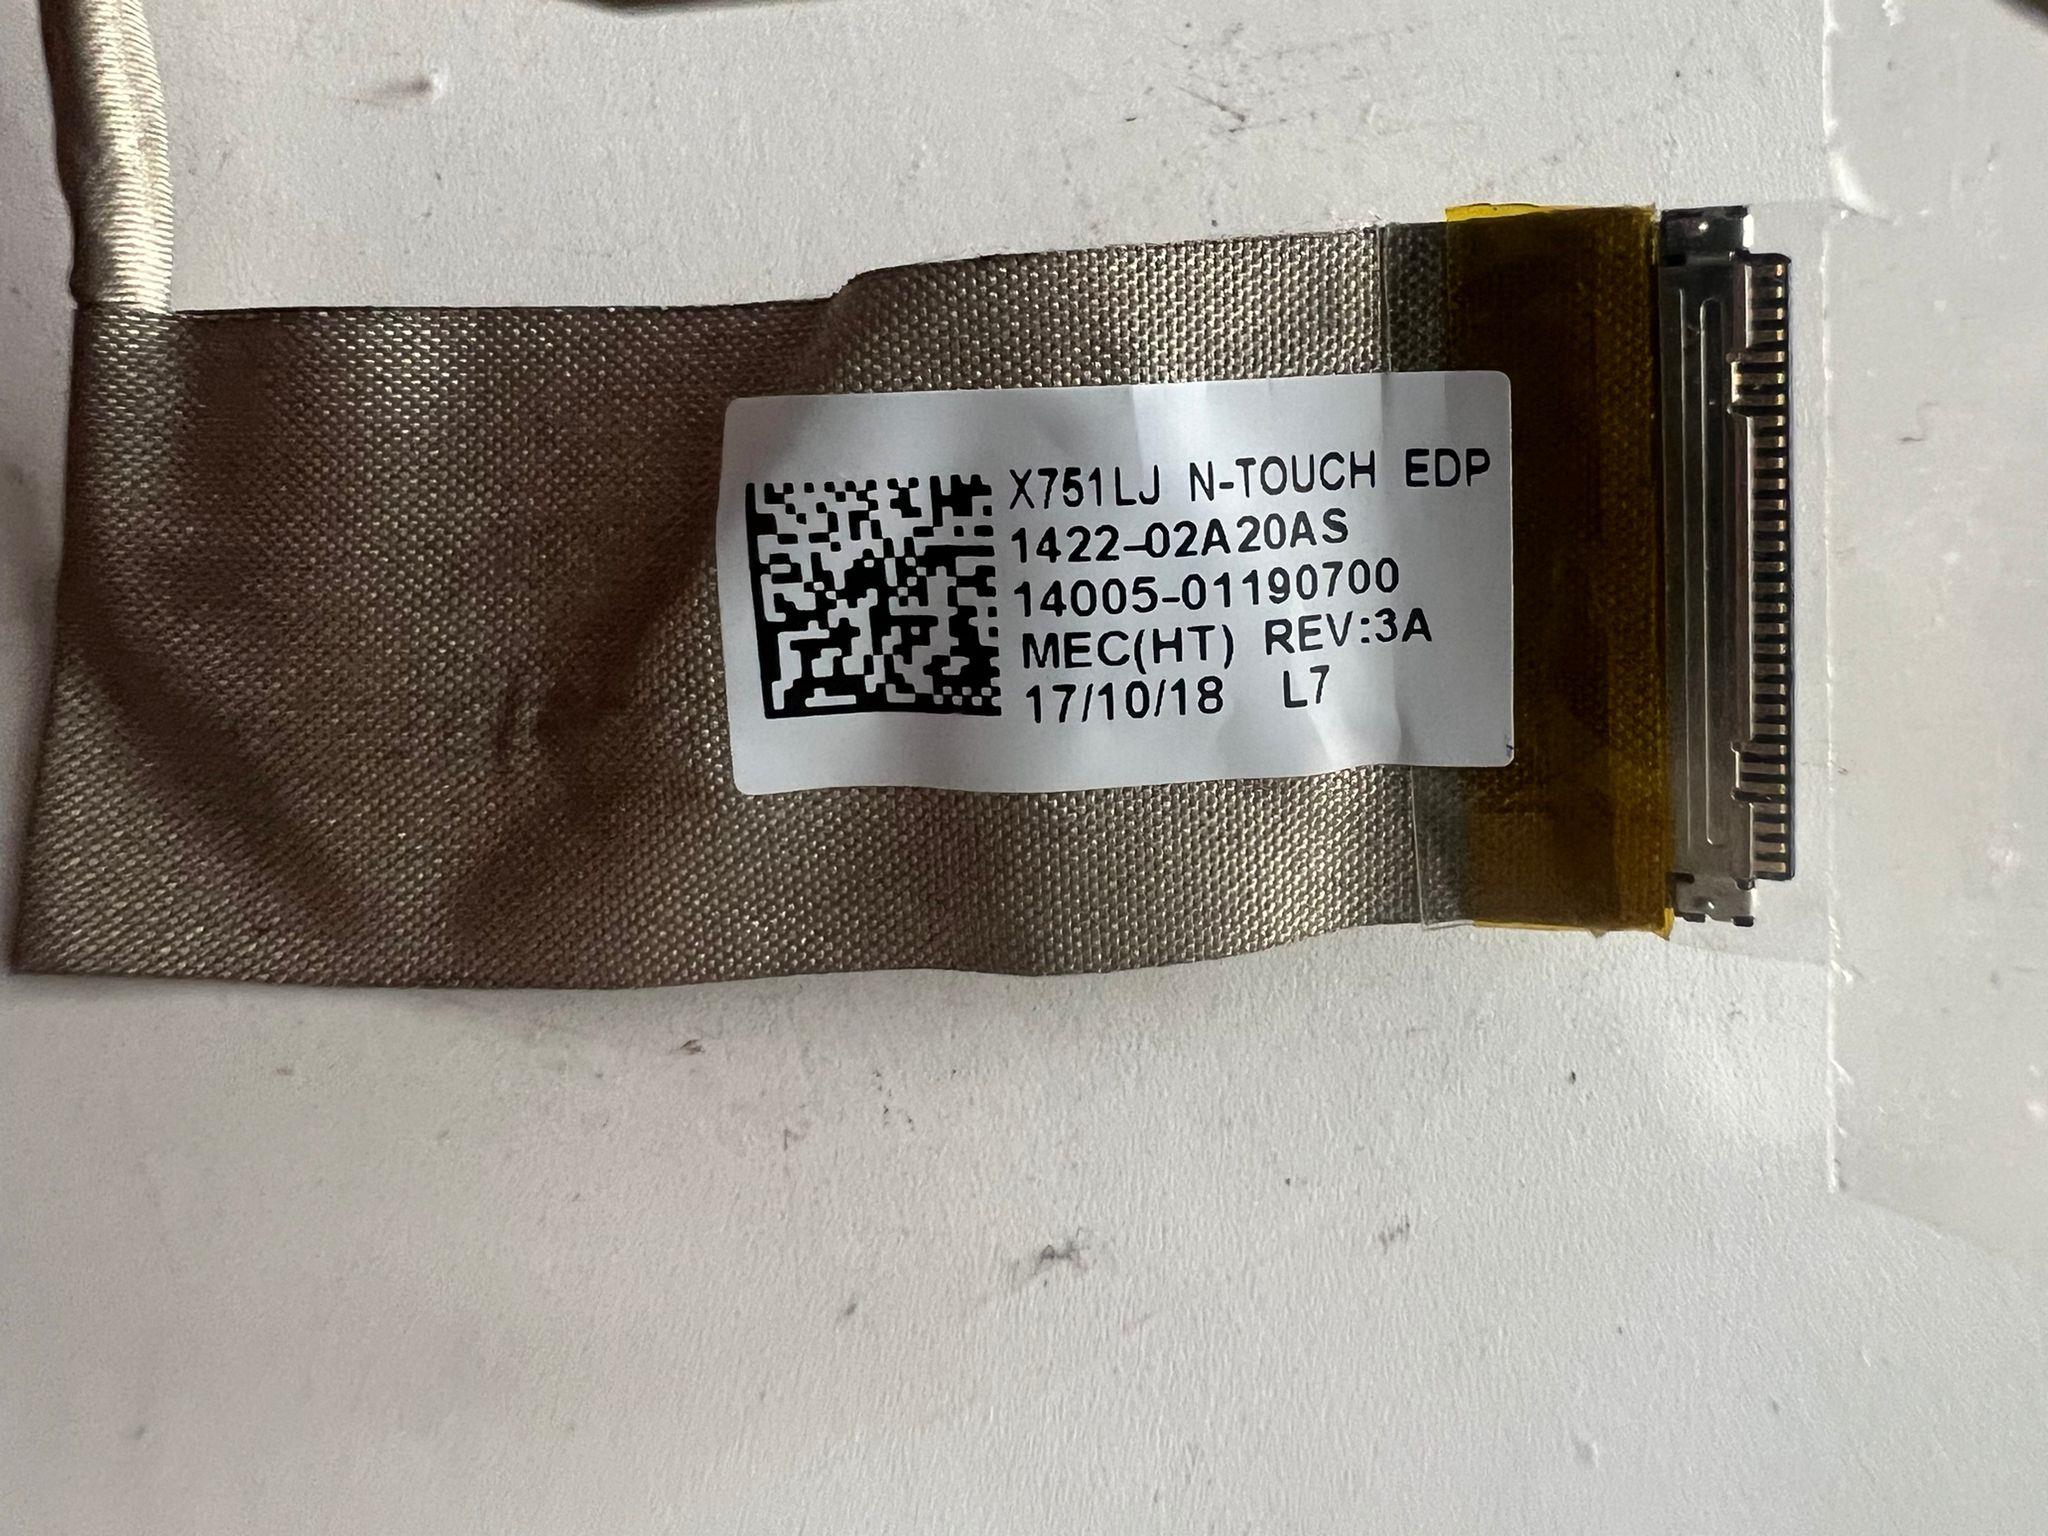 X751LJ N-TOUCH EDP
1422-02A20AS
14005-01190700
MEC(HT) REV:3A
17/10/18 L7